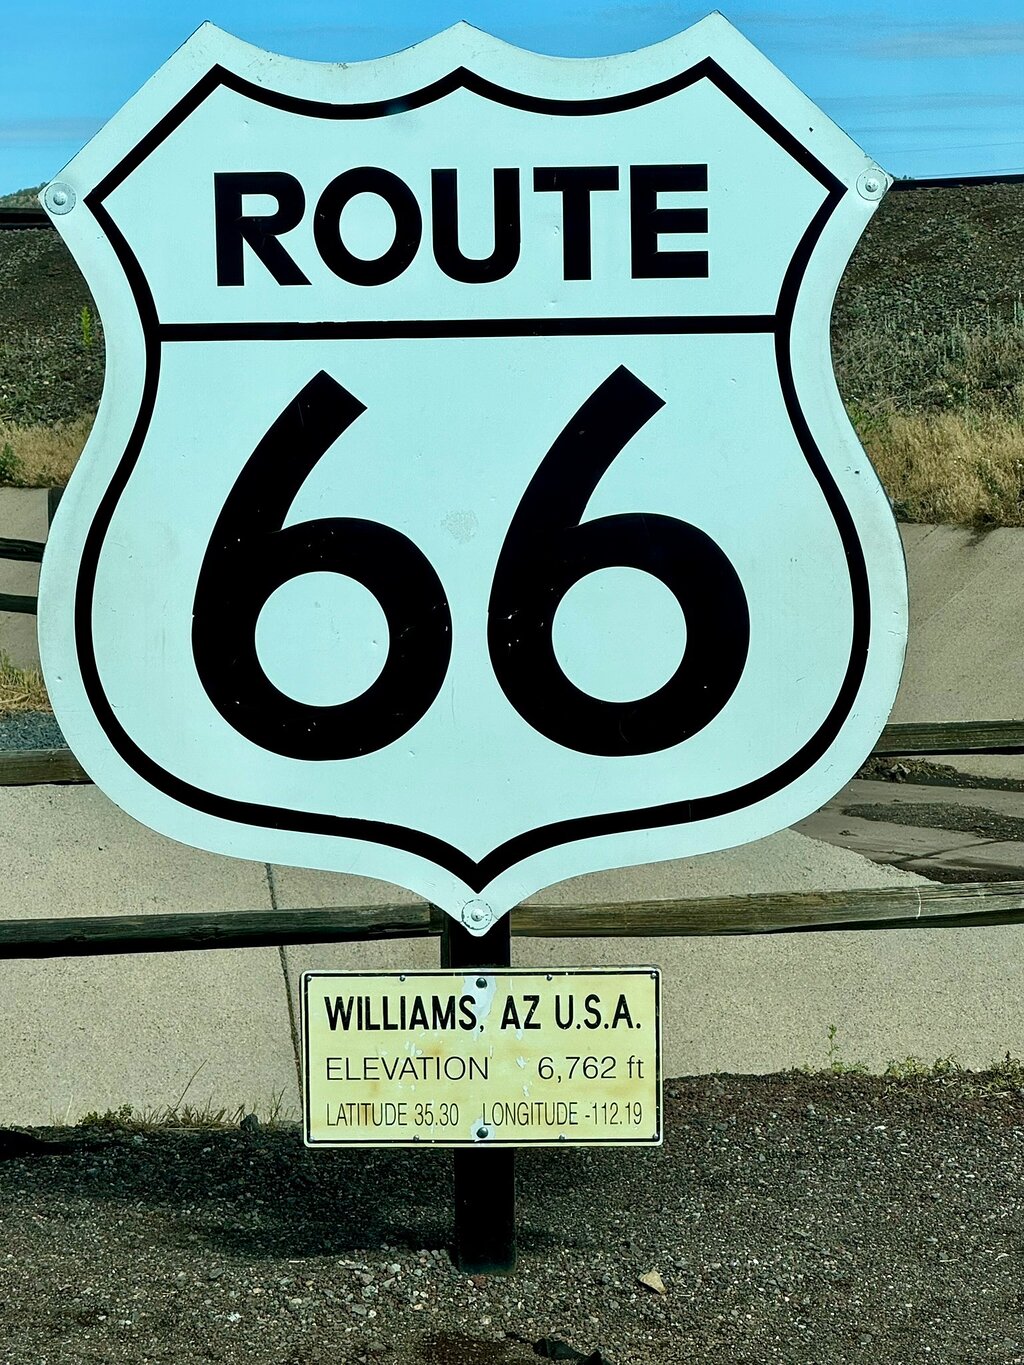 ROUTE
66
WILLIAMS, AZ U.S.A.
ELEVATION 6,762 ft
LATITUDE 35.30 LONGITUDE -112.19